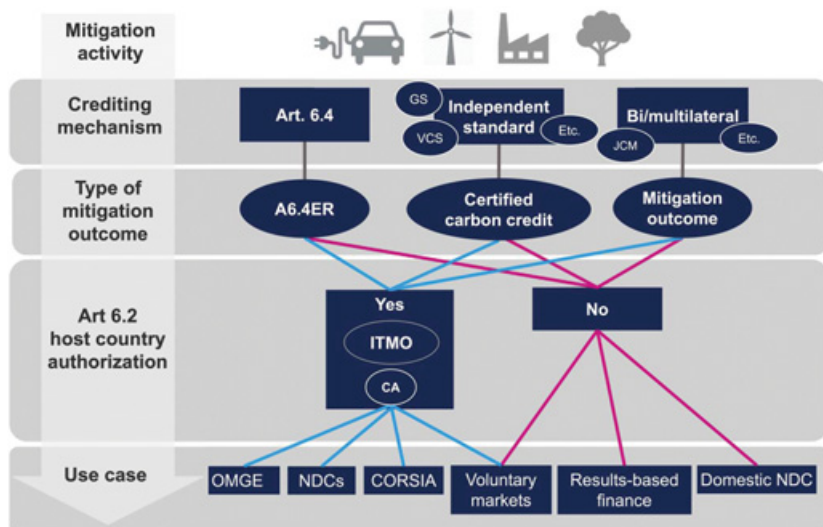 Mitigation
activity
Crediting
mechanism
Art. 6.4
GS
VCS
Independent
standard
Etc.
Bi/multilateral
JCM
Etc.
Type of
mitigation
outcome
A6.4ER
Certified
carbon credit
Mitigation
outcome
Art 6.2
host country
authorization
Yes
ITMO
CA
No
Use case
OMGE
NDCs
CORSIA
Voluntary
markets
Results-based
finance
Domestic NDC